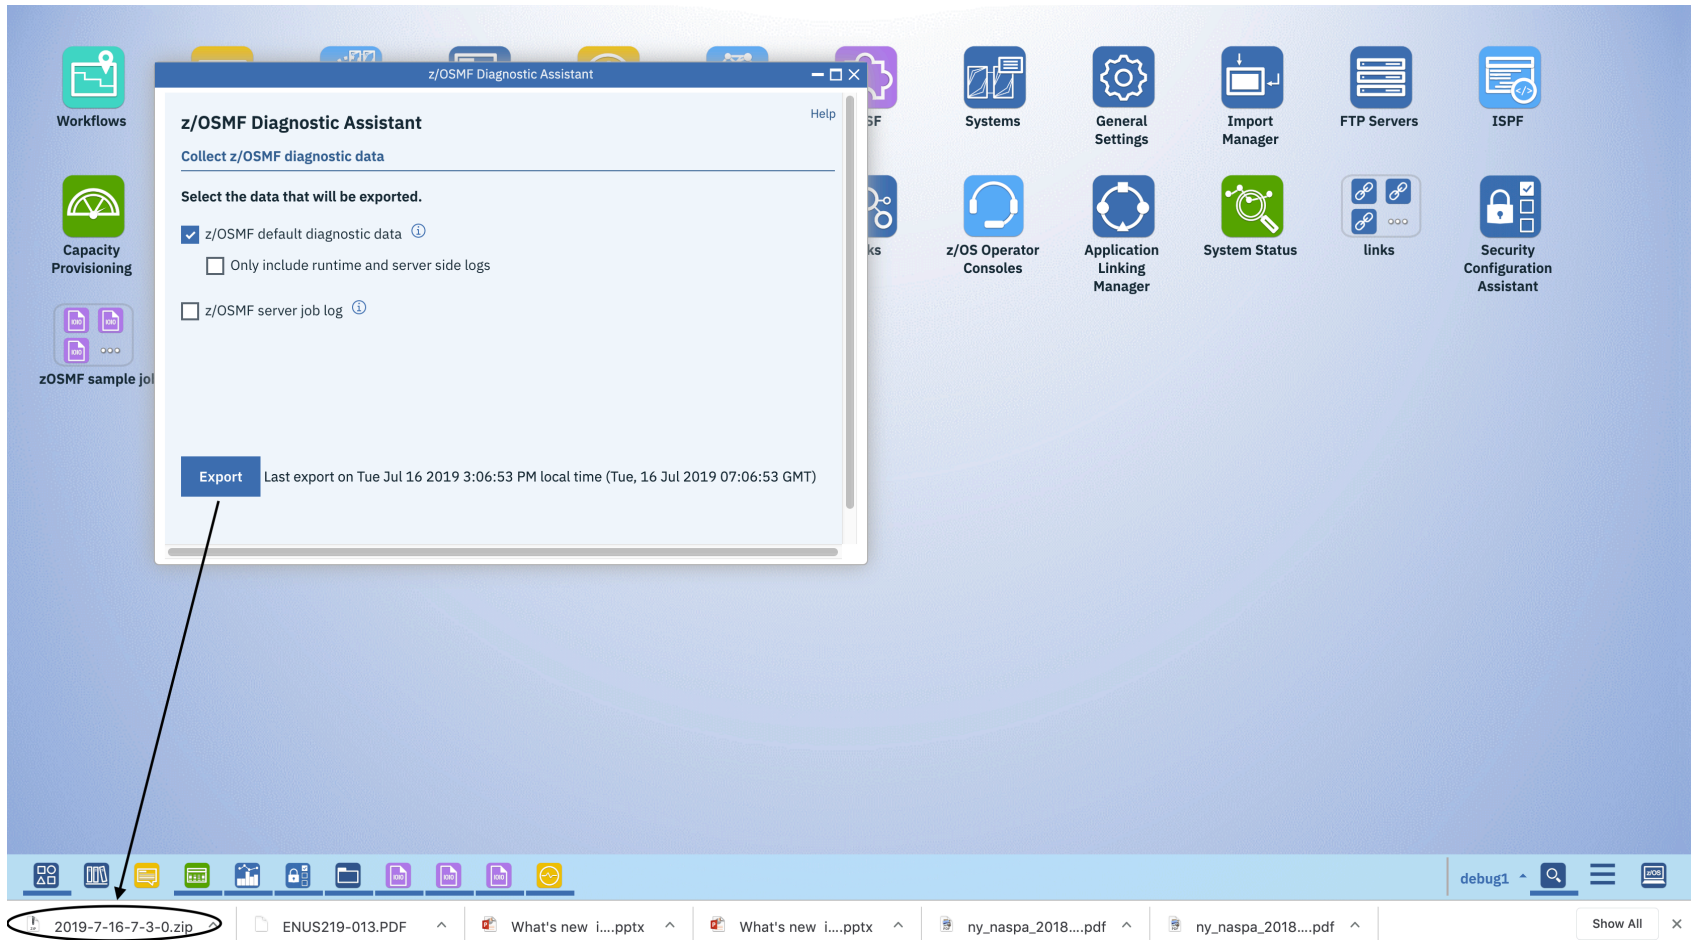 z/OSMF Diagnostic Assistant
Workflows
SF
Systems
General
Settings
Import
Manager
FTP Servers
ISPF
z/OSMF Diagnostic Assistant
Help
Collect z/OSMF diagnostic data
Select the data that will be exported.
z/OSMF default diagnostic data
Only include runtime and server side logs
z/OSMF server job log
Export
Last export on Tue Jul 16 2019 3:06:53 PM local time (Tue, 16 Jul 2019 07:06:53 GMT)
Capacity
Provisioning
ks
z/OS Operator
Consoles
Application
Linking
Manager
System Status
links
Security
Configuration
Assistant
zOSMF sample jol
debug1
z/OS
2019-7-16-7-3-0.zip
ENUS219-013.PDF
What's new i....pptx
What's new i....pptx
ny_naspa_2018....pdf
ny_naspa_2018....pdf
Show All